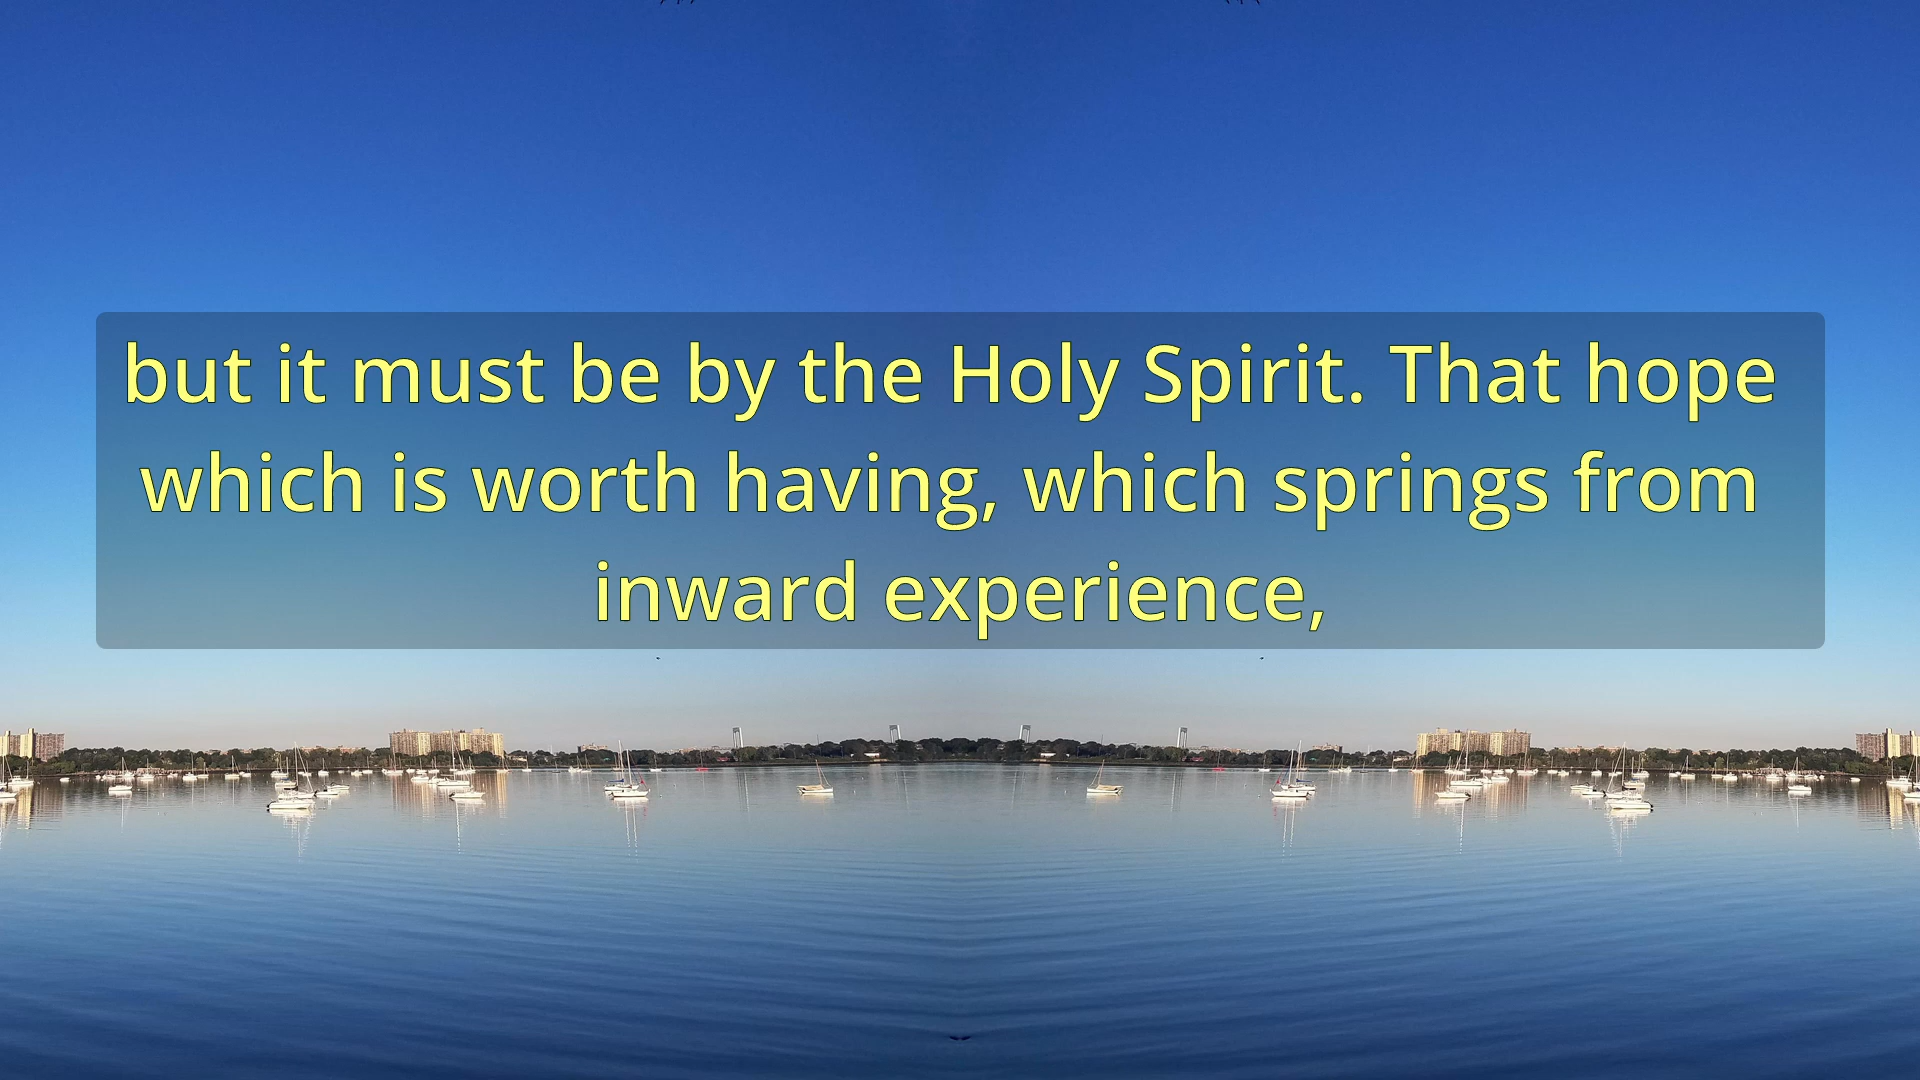 but it must be by the Holy Spirit. That hope
which is worth having, which springs from
inward experience,